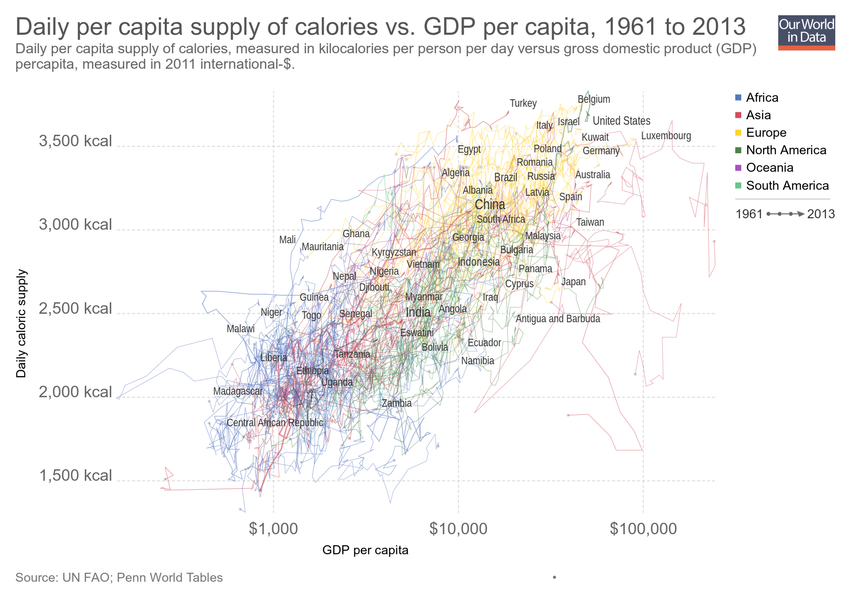 Daily per capita supply of calories vs. GDP per capita, 1961 to 2013
Our World
in Data
Daily per capita supply of calories, measured in kilocalories per person per day versus gross domestic product (GDP)
percapita, measured in 2011 international-$.
Africa
Asia
Europe
North America
Oceania
South America
1961
2013
Daily caloric supply
3,500 kcal
3,000 kcal
2,500 kcal
2,000 kcal
1,500 kcal
Turkey
Belgium
Italy
Israel
United States
Kuwait
Luxembourg
Egypt
Poland
Germany
Romania
Algeria
Brazil
Russia
Australia
Albania
Latvia
Spain
China
South Africa
Taiwan
Mali
Ghana
Georgia
Malaysia
Mauritania
Kyrgyzstan
Bulgaria
Vietnam
Indonesia
Nepal
Nigeria
Panama
Djibouti
Cyprus
Japan
Guinea
Myanmar
Iraq
Niger
Togo
Senegal
India
Angola
Antigua and Barbuda
Malawi
Eswatini
Bolivia
Ecuador
Liberia
Tanzania
Namibia
Ethiopia
Uganda
Madagascar
Zambia
Central African Republic
$1,000
$10,000
$100,000
GDP per capita
Source: UN FAO; Penn World Tables